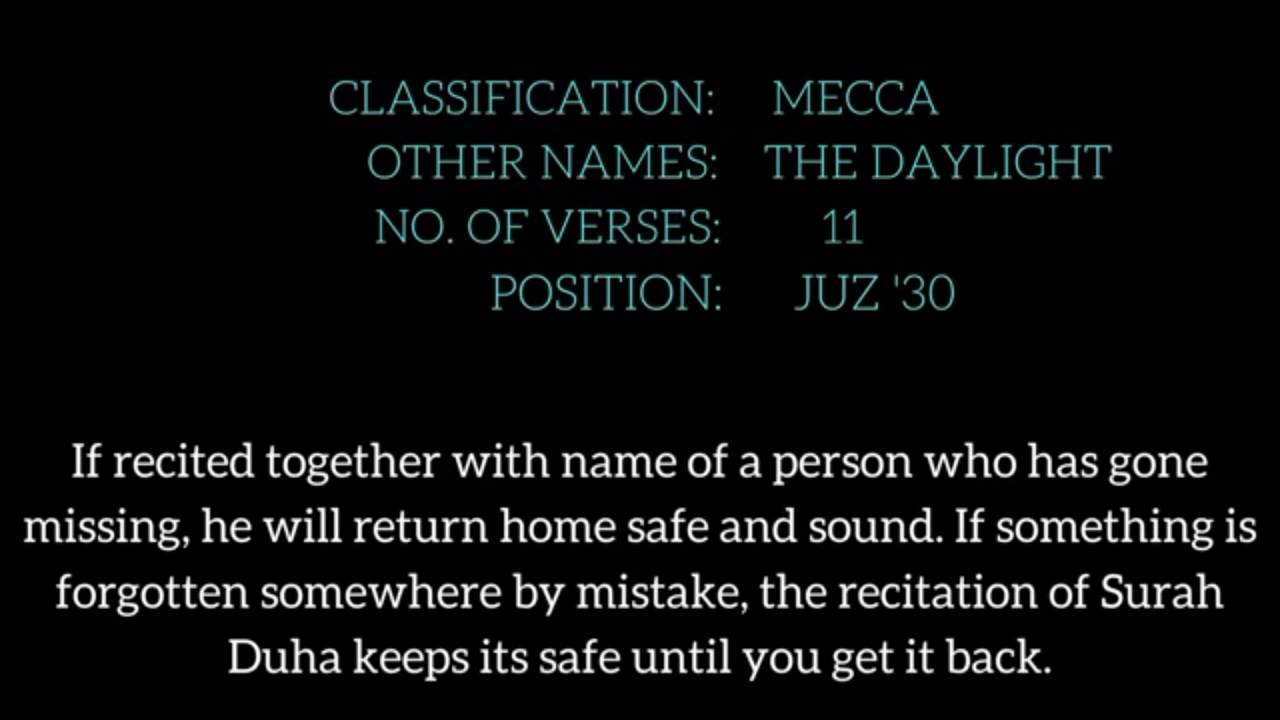 CLASSIFICATION: MECCA
OTHER NAMES: THE DAYLIGHT
NO. OF VERSES: 11
POSITION: JUZ '30
If recited together with name of a person who has gone
missing, he will return home safe and sound. If something is
forgotten somewhere by mistake, the recitation of Surah
Duha keeps its safe until you get it back.